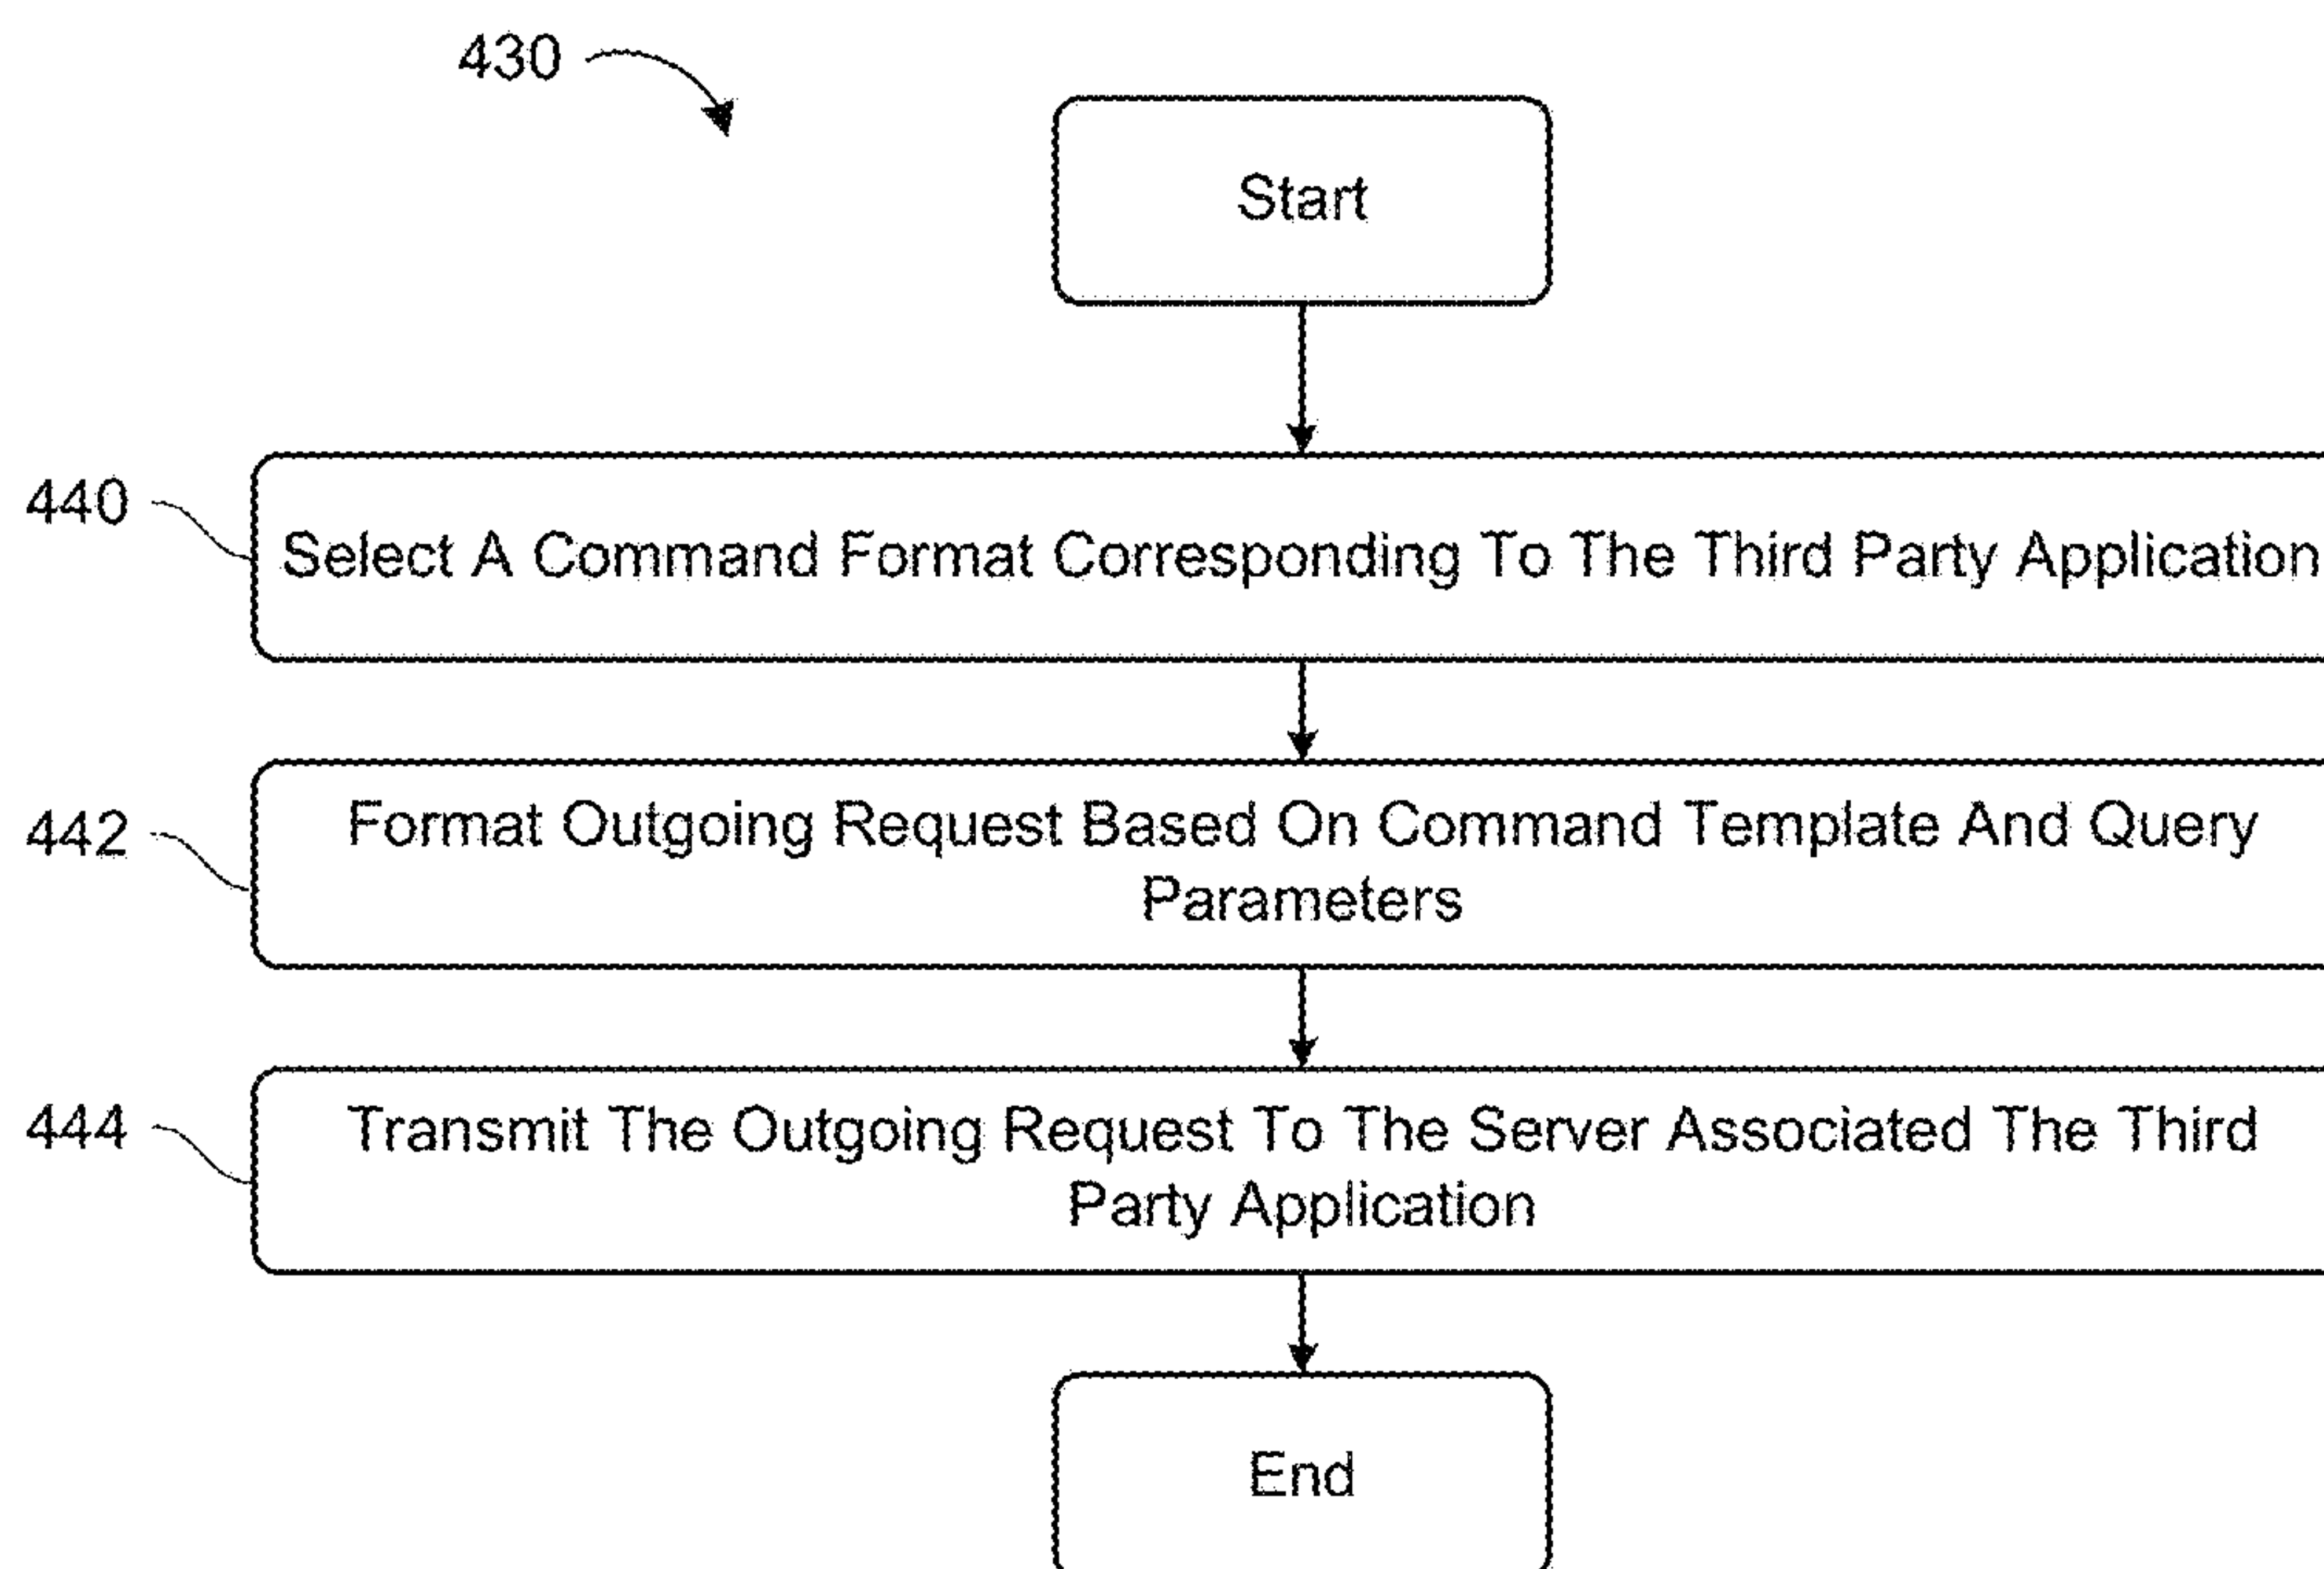 430
Start
440
Select A Command Format Corresponding To The Third Party Application
442
Format Outgoing Request Based On Command Template And Query
Parameters
444
Transmit The Outgoing Request To The Server Associated The Third
Party Application
End